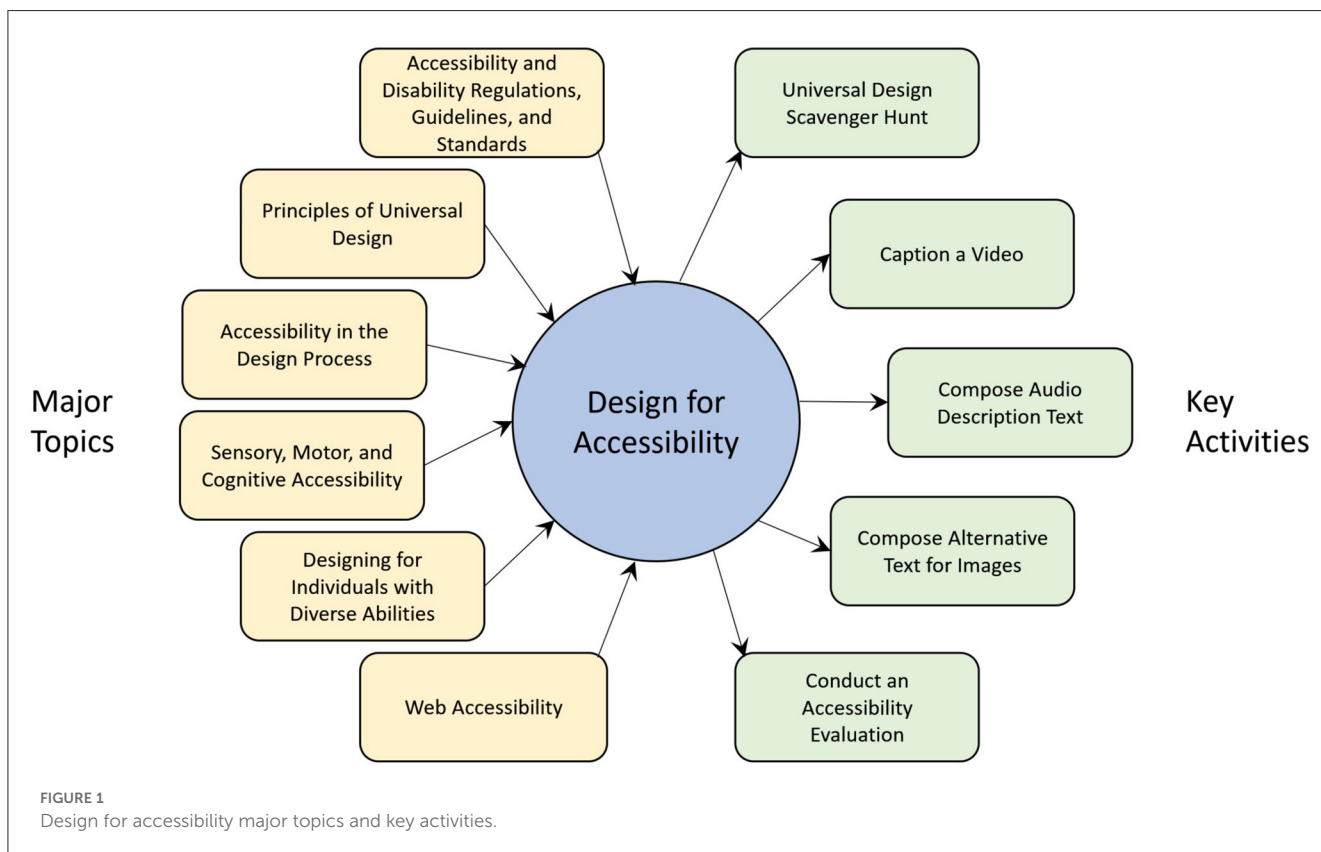 Accessibility and
Disability Regulations,
Guidelines, and
Standards
Principles of Universal
Design
Accessibility in the
Design Process
Major
Topics
Sensory, Motor, and
Cognitive Accessibility
Designing for
Individuals with
Diverse Abilities
Web Accessibility
Design for
Accessibility
Universal Design
Scavenger Hunt
Caption a Video
Compose Audio
Description Text
Key
Activities
Compose Alternative
Text for Images
Conduct an
Accessibility
Evaluation
FIGURE 1
Design for accessibility major topics and key activities.